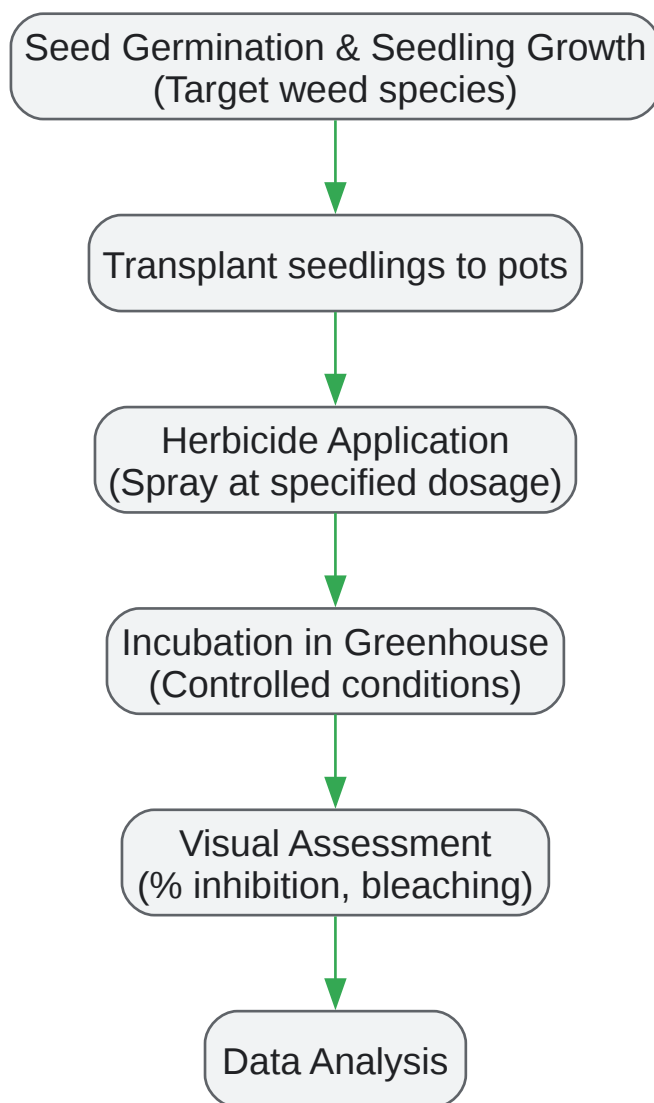 Seed Germination & Seedling Growth
(Target weed species)
Transplant seedlings to pots
Herbicide Application
(Spray at specified dosage)
Incubation in Greenhouse
(Controlled conditions)
Visual Assessment
(% inhibition, bleaching)
Data Analysis